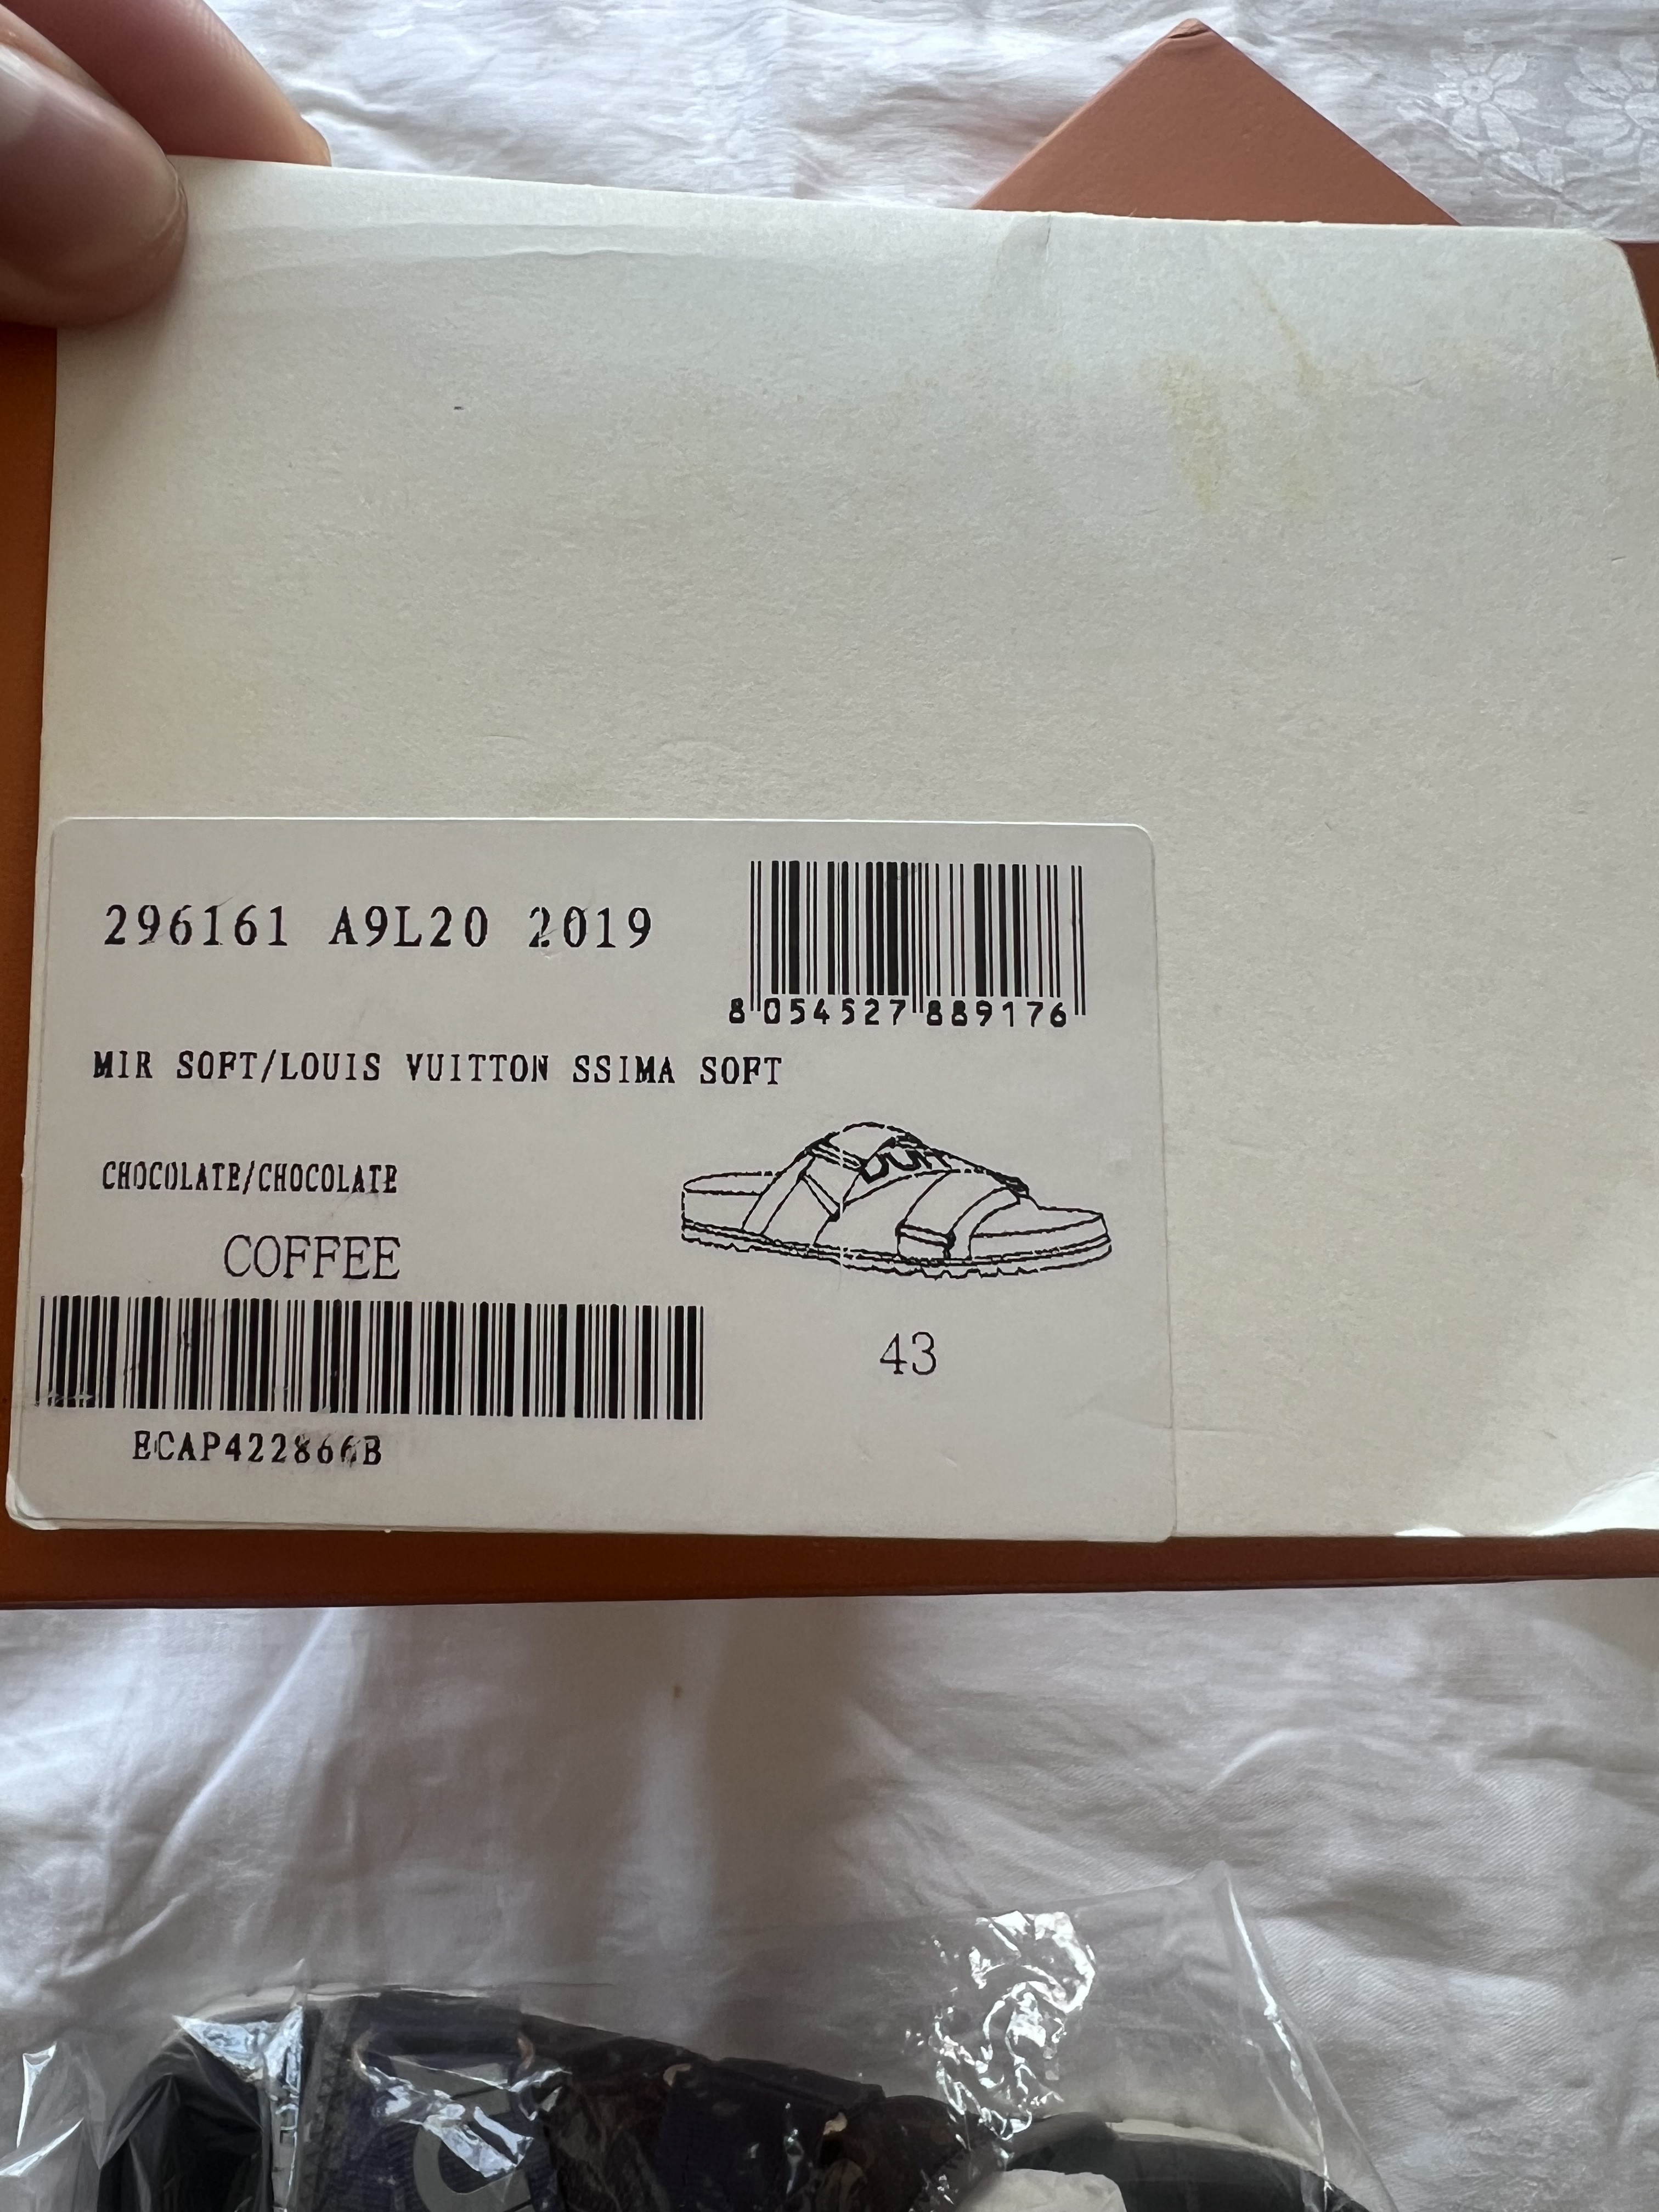 296161 A9L20 2019
8 054527 889176
MIR SOFT/LOUIS VUITTON SSIMA SOFT
CHOCOLATE/CHOCOLATE
COFFEE
43
ECAP422866B